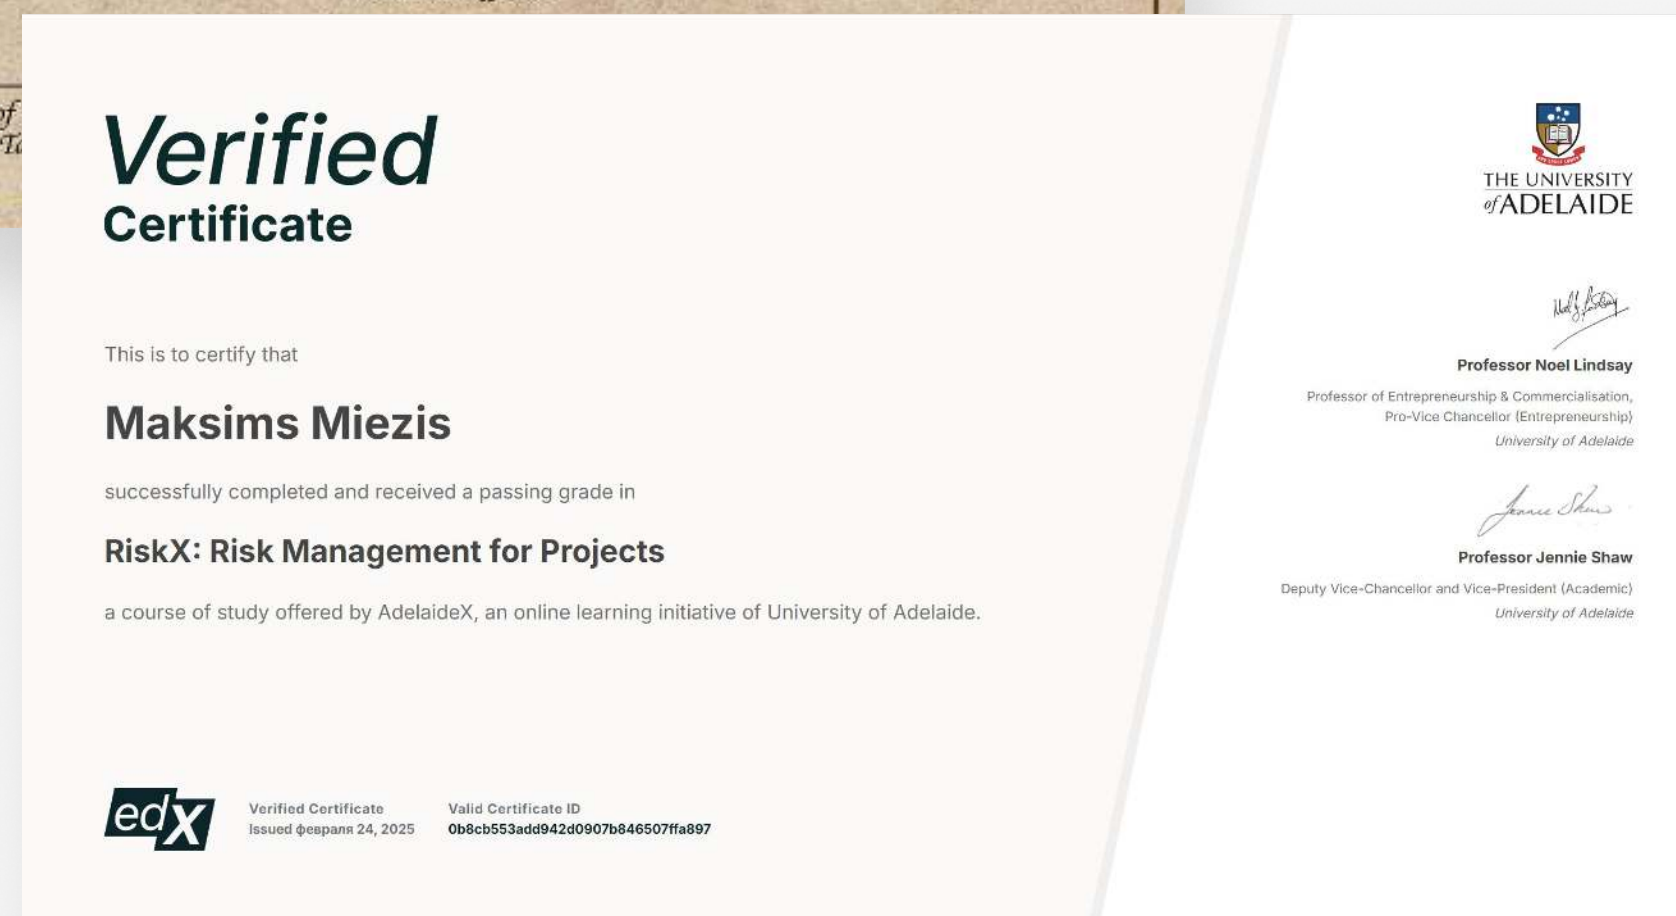 of
Verified
Certificate
This is to certify that
Maksims Miezis
successfully completed and received a passing grade in
RiskX: Risk Management for Projects
a course of study offered by AdelaideX, an online learning initiative of University of Adelaide.
edX
Verified Certificate
Issued февраля 24, 2025
Valid Certificate ID
0b8cb553add942d0907b846507ffa897
THE UNIVERSITY
of ADELAIDE
Professor Noel Lindsay
Professor of Entrepreneurship & Commercialisation,
Pro-Vice Chancellor (Entrepreneurship)
University of Adelaide
Jennie Shaw
Professor Jennie Shaw
Deputy Vice-Chancellor and Vice-President (Academic)
University of Adelaide